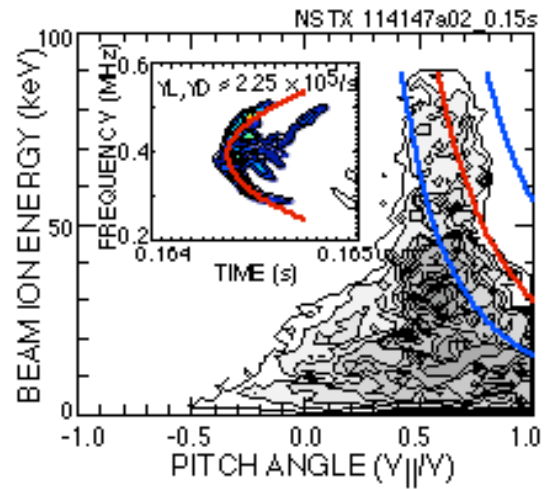 NSTX 114147a02_0.15s
100
BEAM ION ENERGY (keV)
50
0
FREQUENCY (MHz)
0.6
0.4
0.2
γL,γD ≠ 2.25 ×10⁵/s
0.164
0.165
TIME (s)
-1.0
-0.5
0.0
0.5
1.0
PITCH ANGLE (V||/V)